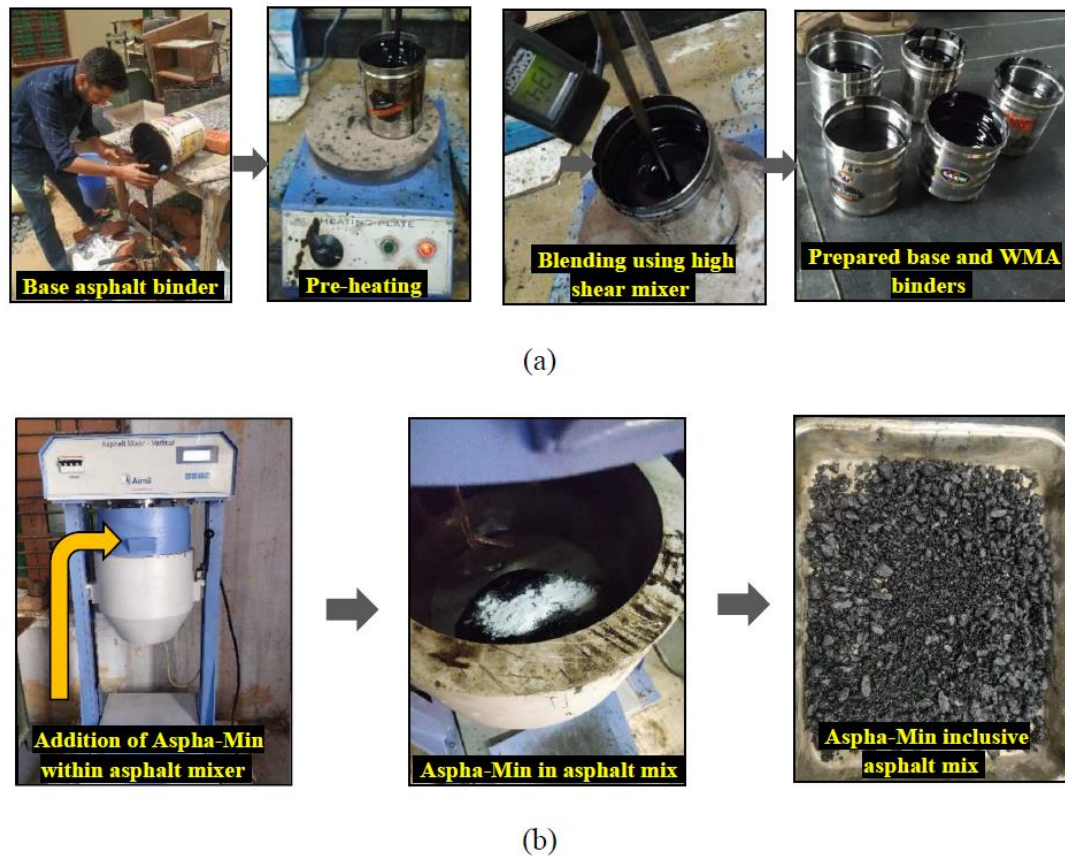 134
HEATING-PLATE
Base asphalt binder
Pre-heating
Blending using high
shear mixer
Prepared base and WMA
binders
(a)
Asphalt Mixer - Vertical
Aimil
Addition of Aspha-Min
within asphalt mixer
Aspha-Min in asphalt mix
Aspha-Min inclusive
asphalt mix
(b)